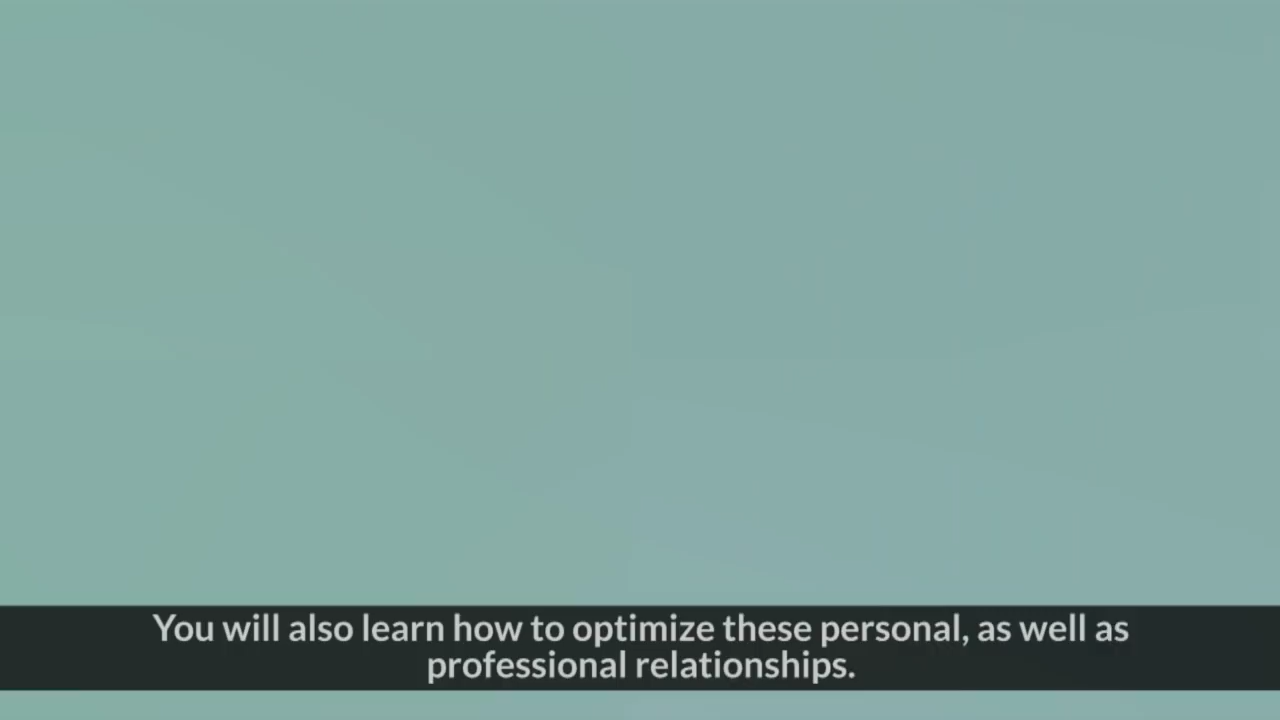 You will also learn how to optimize these personal, as well as
professional relationships.